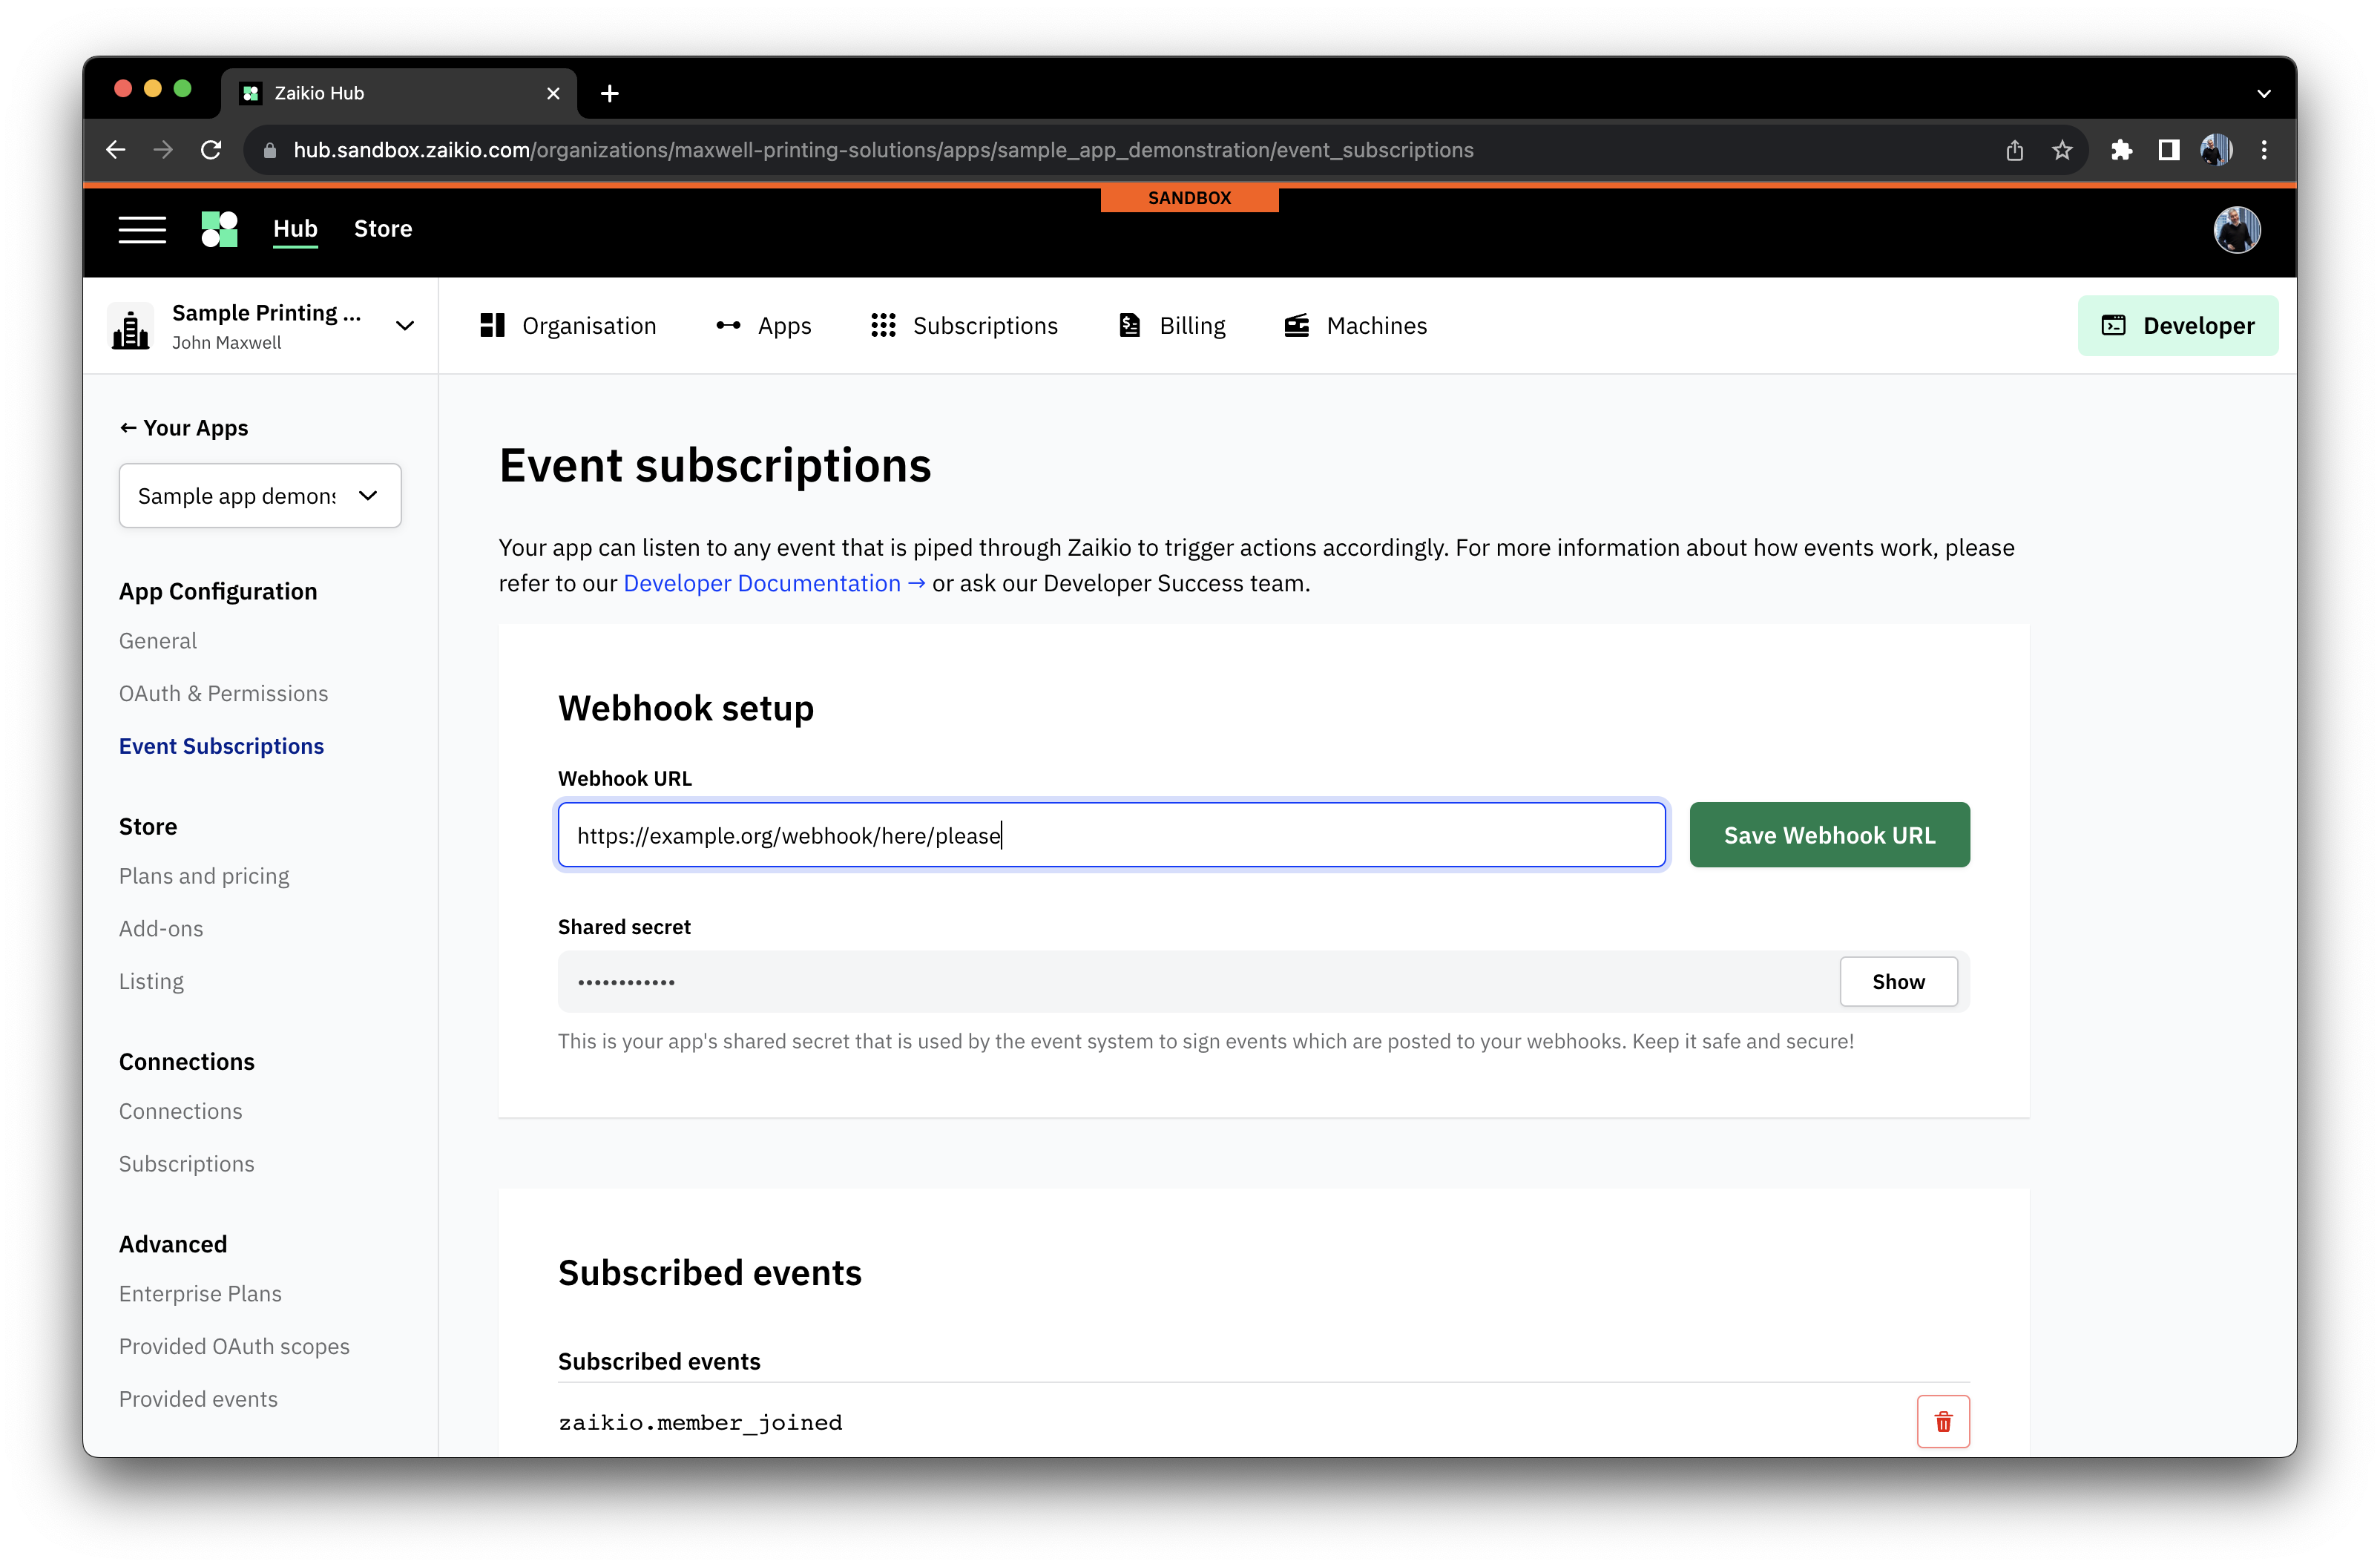 Zaikio Hub
hub.sandbox.zaikio.com/organizations/maxwell-printing-solutions/apps/sample_app_demonstration/event_subscriptions
SANDBOX
Hub Store
Sample Printing ...
John Maxwell
Organisation Apps Subscriptions Billing Machines Developer
← Your Apps
Sample app demons
App Configuration
General
OAuth & Permissions
Event Subscriptions
Store
Plans and pricing
Add-ons
Listing
Connections
Connections
Subscriptions
Advanced
Enterprise Plans
Provided OAuth scopes
Provided events
Event subscriptions
Your app can listen to any event that is piped through Zaikio to trigger actions accordingly. For more information about how events work, please
refer to our Developer Documentation → or ask our Developer Success team.
Webhook setup
Webhook URL
https://example.org/webhook/here/please
Save Webhook URL
Shared secret
••••••••••••
Show
This is your app's shared secret that is used by the event system to sign events which are posted to your webhooks. Keep it safe and secure!
Subscribed events
Subscribed events
zaikio.member_joined